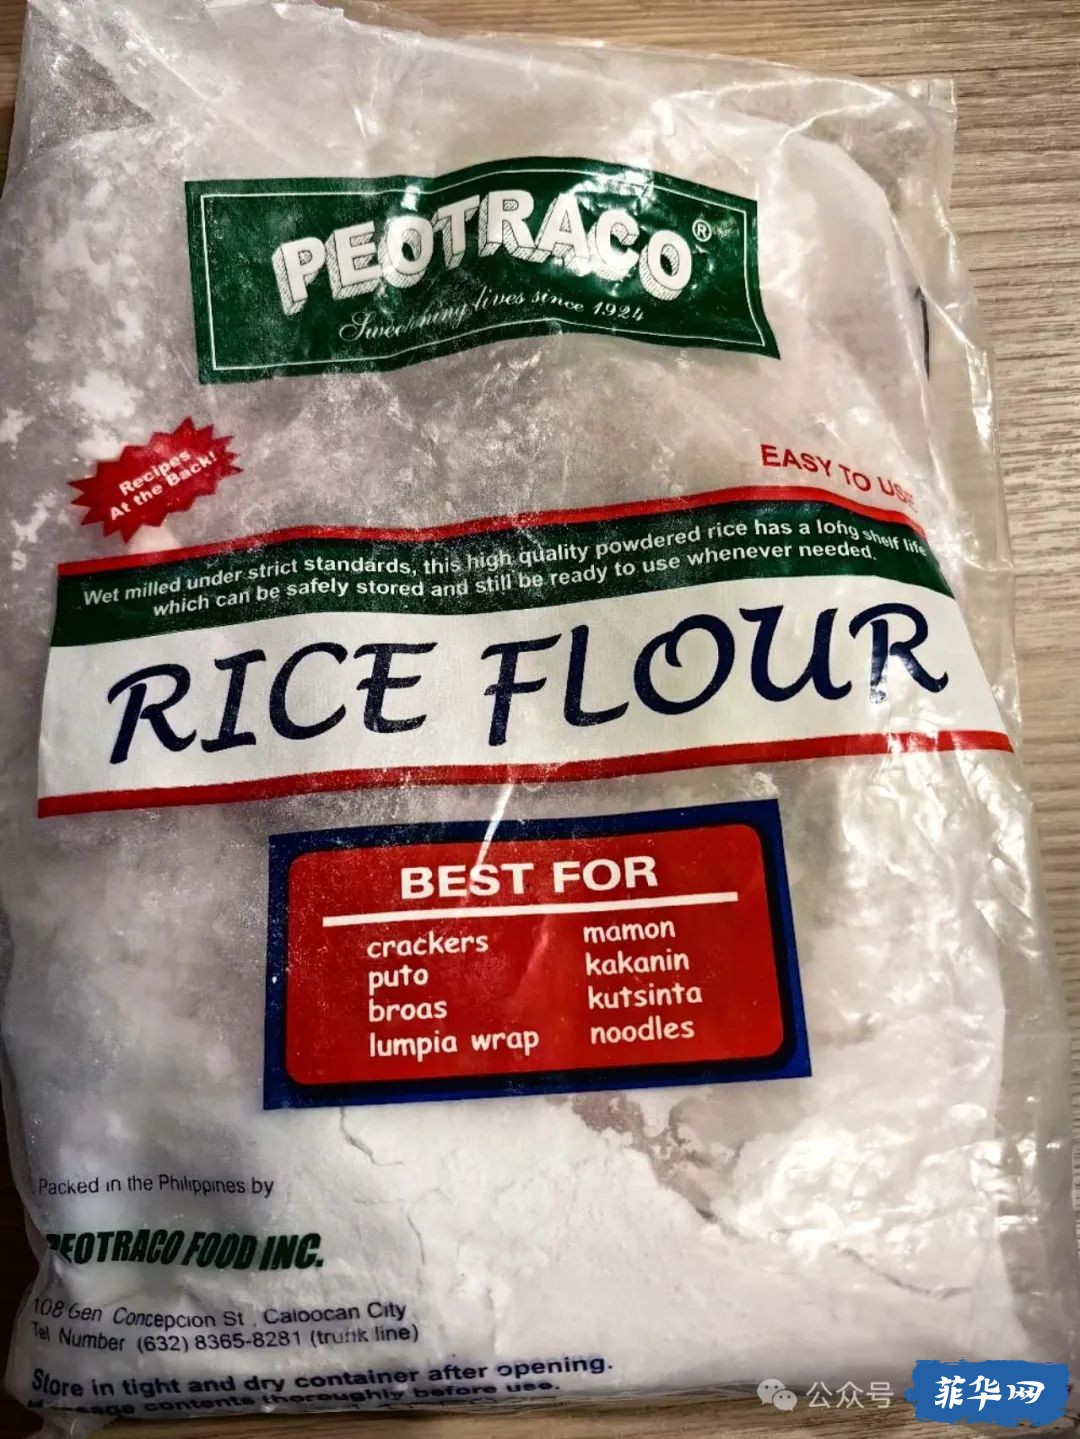 PEOTRACO®
Sweetening lives since 1924
Recipes
At the Back!
EASY TO USE
Wet milled under strict standards, this high quality powdered rice has a long shelf life
which can be safely stored and still be ready to use whenever needed.
RICE FLOUR
BEST FOR
crackers
puto
broas
lumpia wrap
mamon
kakanin
kutsinta
noodles
Packed in the Philippines by
PEOTRACO FOOD INC.
108 Gen Concepcion St , Caloocan City
Tel Number (632) 8365-8281 (trunk line)
Store in tight and dry container after opening.
contents thoroughly before use.
公众号
菲华网